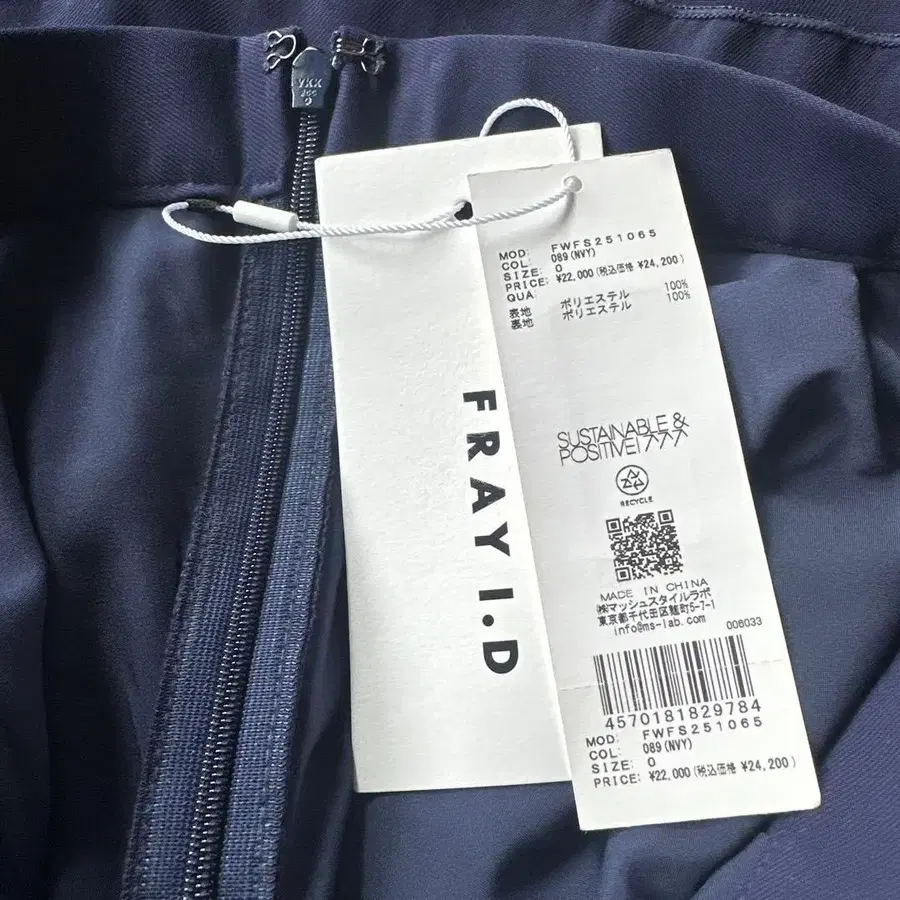 YKK
FRAY I.D
MOD: FWFS251065
COL: 089(NVY)
SIZE: 0
PRICE: ¥22,000(税込価格 ¥24,200)
QUA:
表地 ポリエステル 100%
裏地 ポリエステル 100%
SUSTAINABLE &
POSITIVE!
RECYCLE
MADE IN CHINA
㈱マッシュスタイルラボ
東京都千代田区麹町5-7-1
info@ms-lab.com
006033
4570181829784
MOD: FWFS251065
COL: 089(NVY)
SIZE: 0
PRICE: ¥22,000(税込価格 ¥24,200)